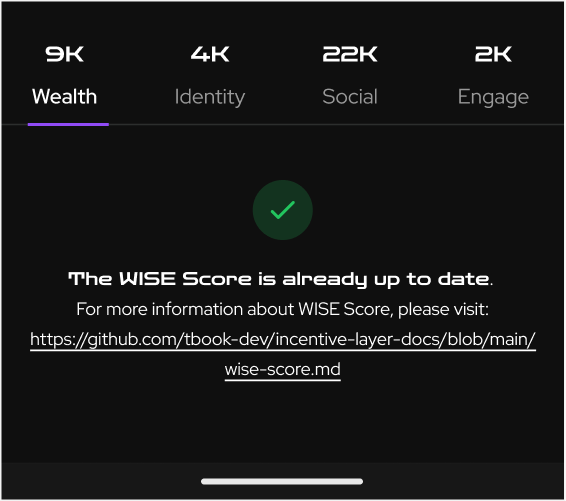 9K 4K 22K 2K
Wealth Identity Social Engage
The WISE Score is already up to date.
For more information about WISE Score, please visit:
https://github.com/tbook-dev/incentive-layer-docs/blob/main/
wise-score.md